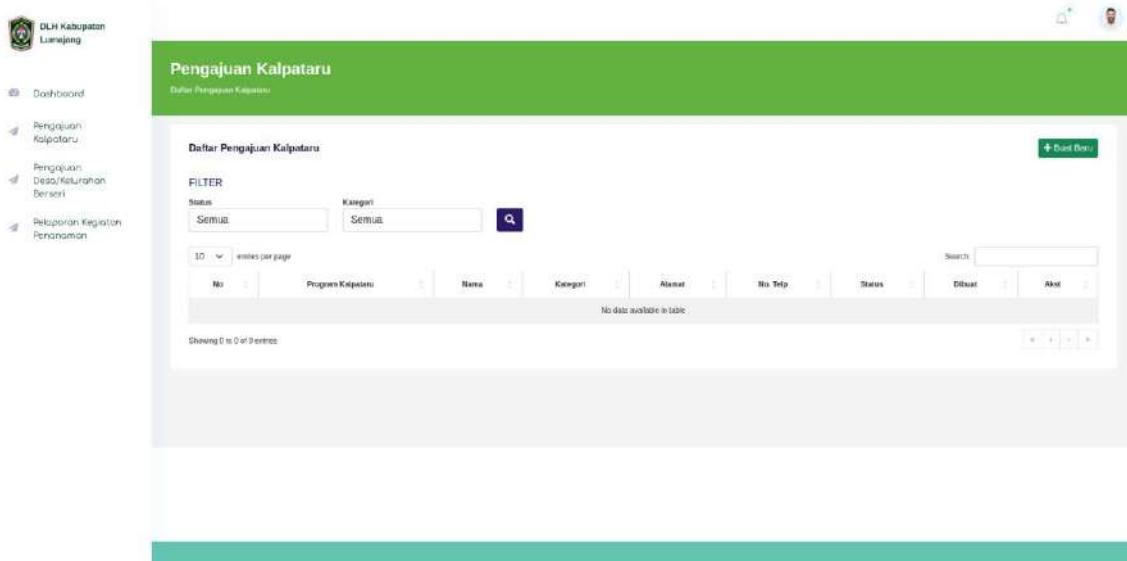 DLH Kabupaten
Lumajang
Dashboard
Pengajuan
Kalpataru
Pengajuan
Desa/Kelurahan
Berseri
Pelaporan Kegiatan
Penanaman
Pengajuan Kalpataru
Daftar Pengajuan Kalpataru
Daftar Pengajuan Kalpataru
+ Buat Baru
FILTER
Status Kategori
Semua Semua
10 entries per page Search:
No Program Kalpataru Nama Kategori Alamat No. Telp Status Dibuat Aksi
No data available in table
Showing 0 to 0 of 0 entries
« ‹ › »